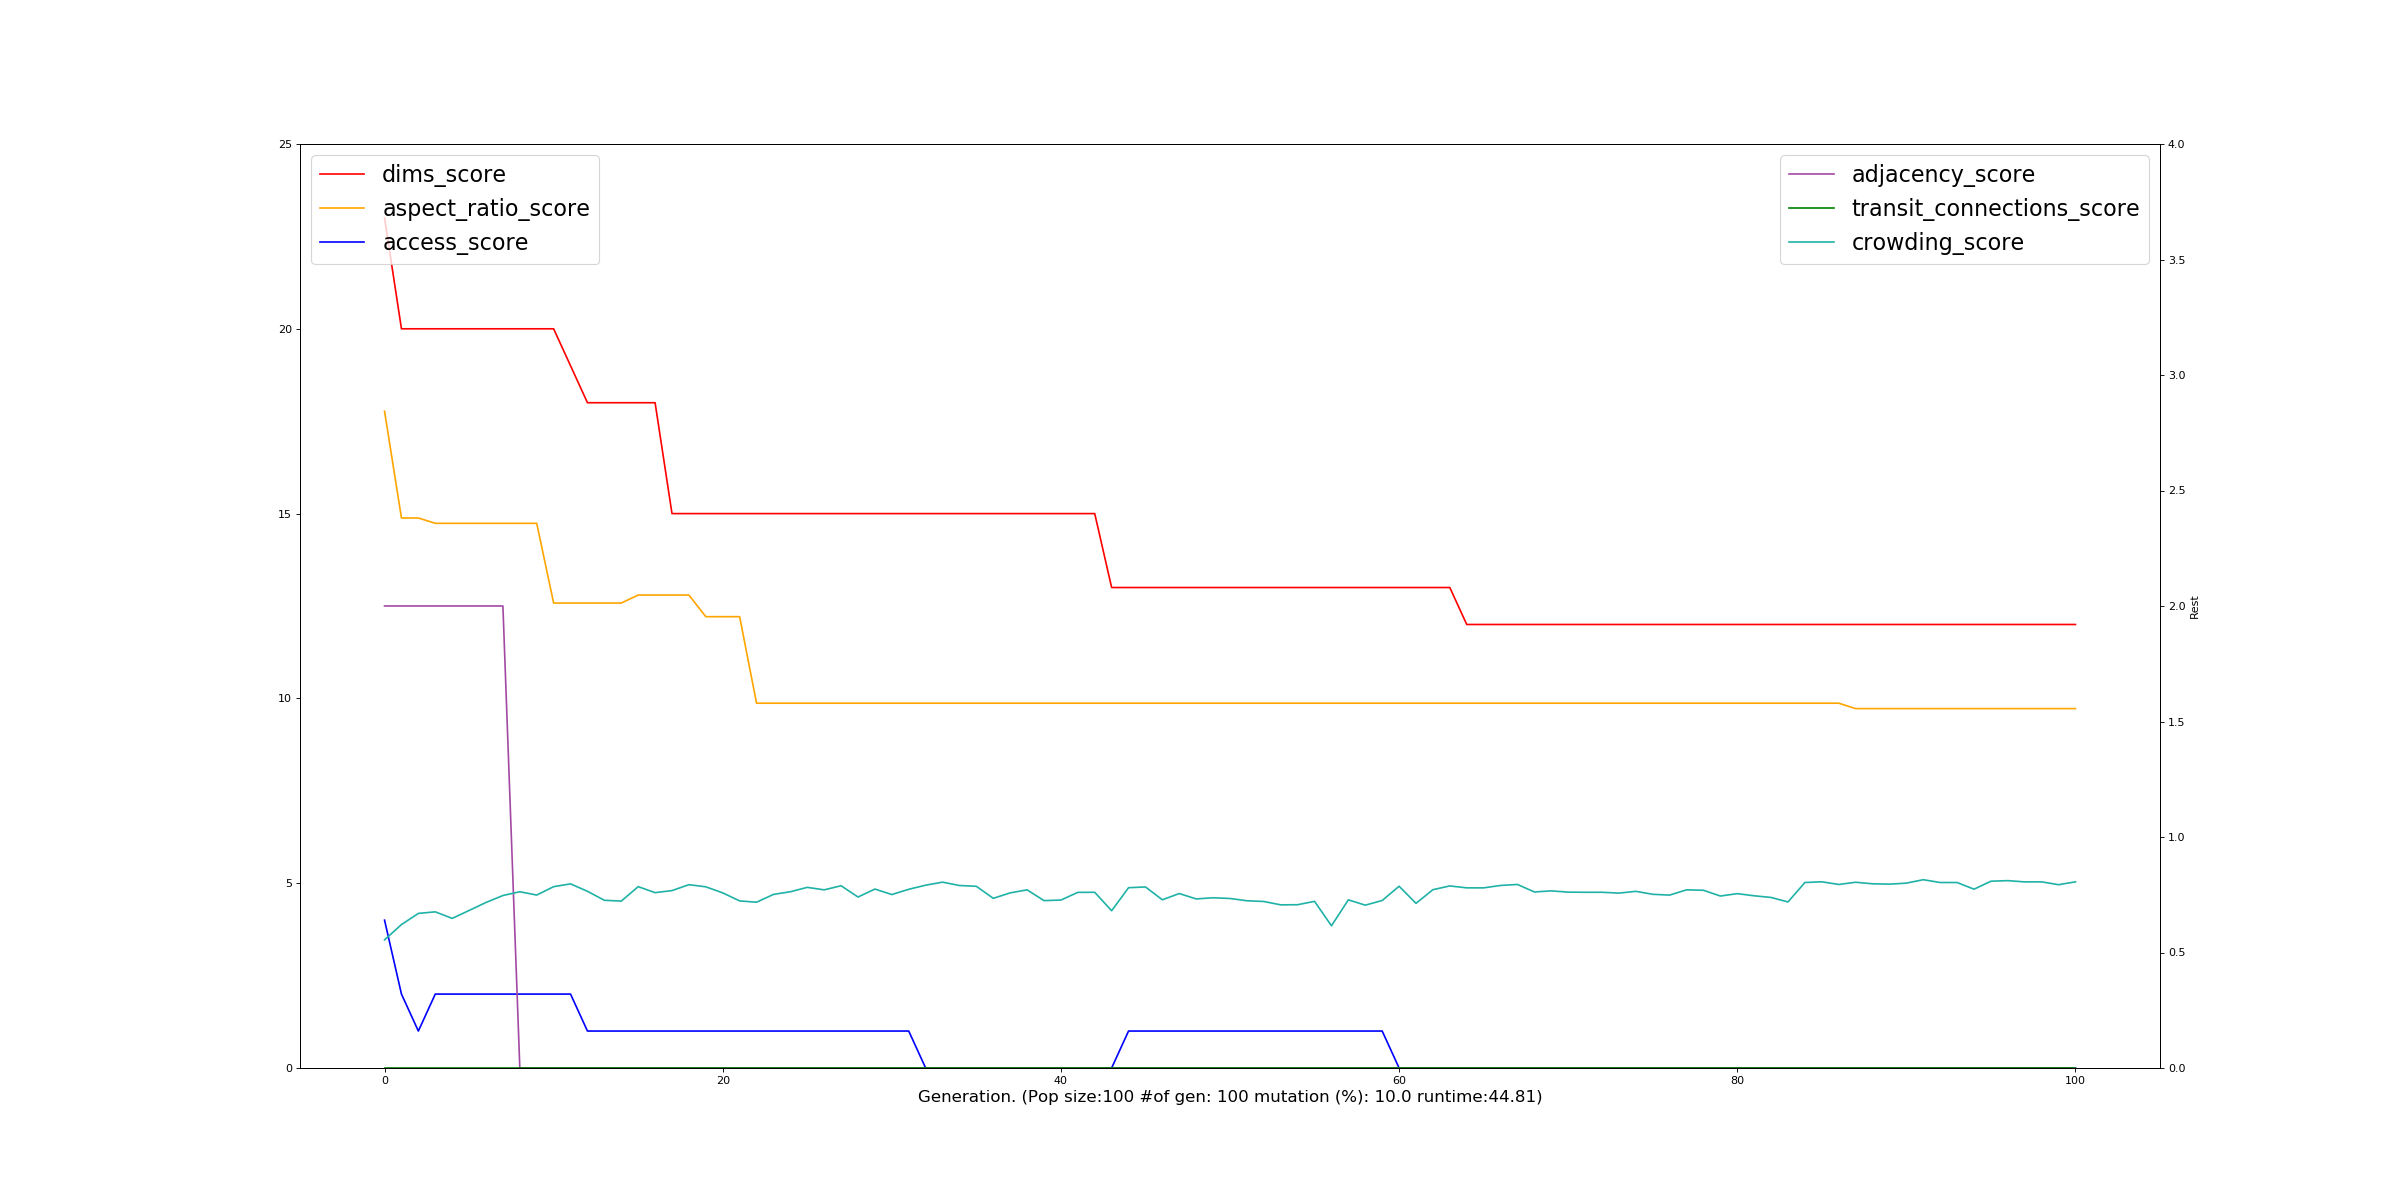 dims_score
aspect_ratio_score
access_score
adjacency_score
transit_connections_score
crowding_score
25
20
15
10
5
0
4.0
3.5
3.0
2.5
2.0
1.5
1.0
0.5
0.0
Rest
0 20 40 60 80 100
Generation. (Pop size:100 #of gen: 100 mutation (%): 10.0 runtime:44.81)